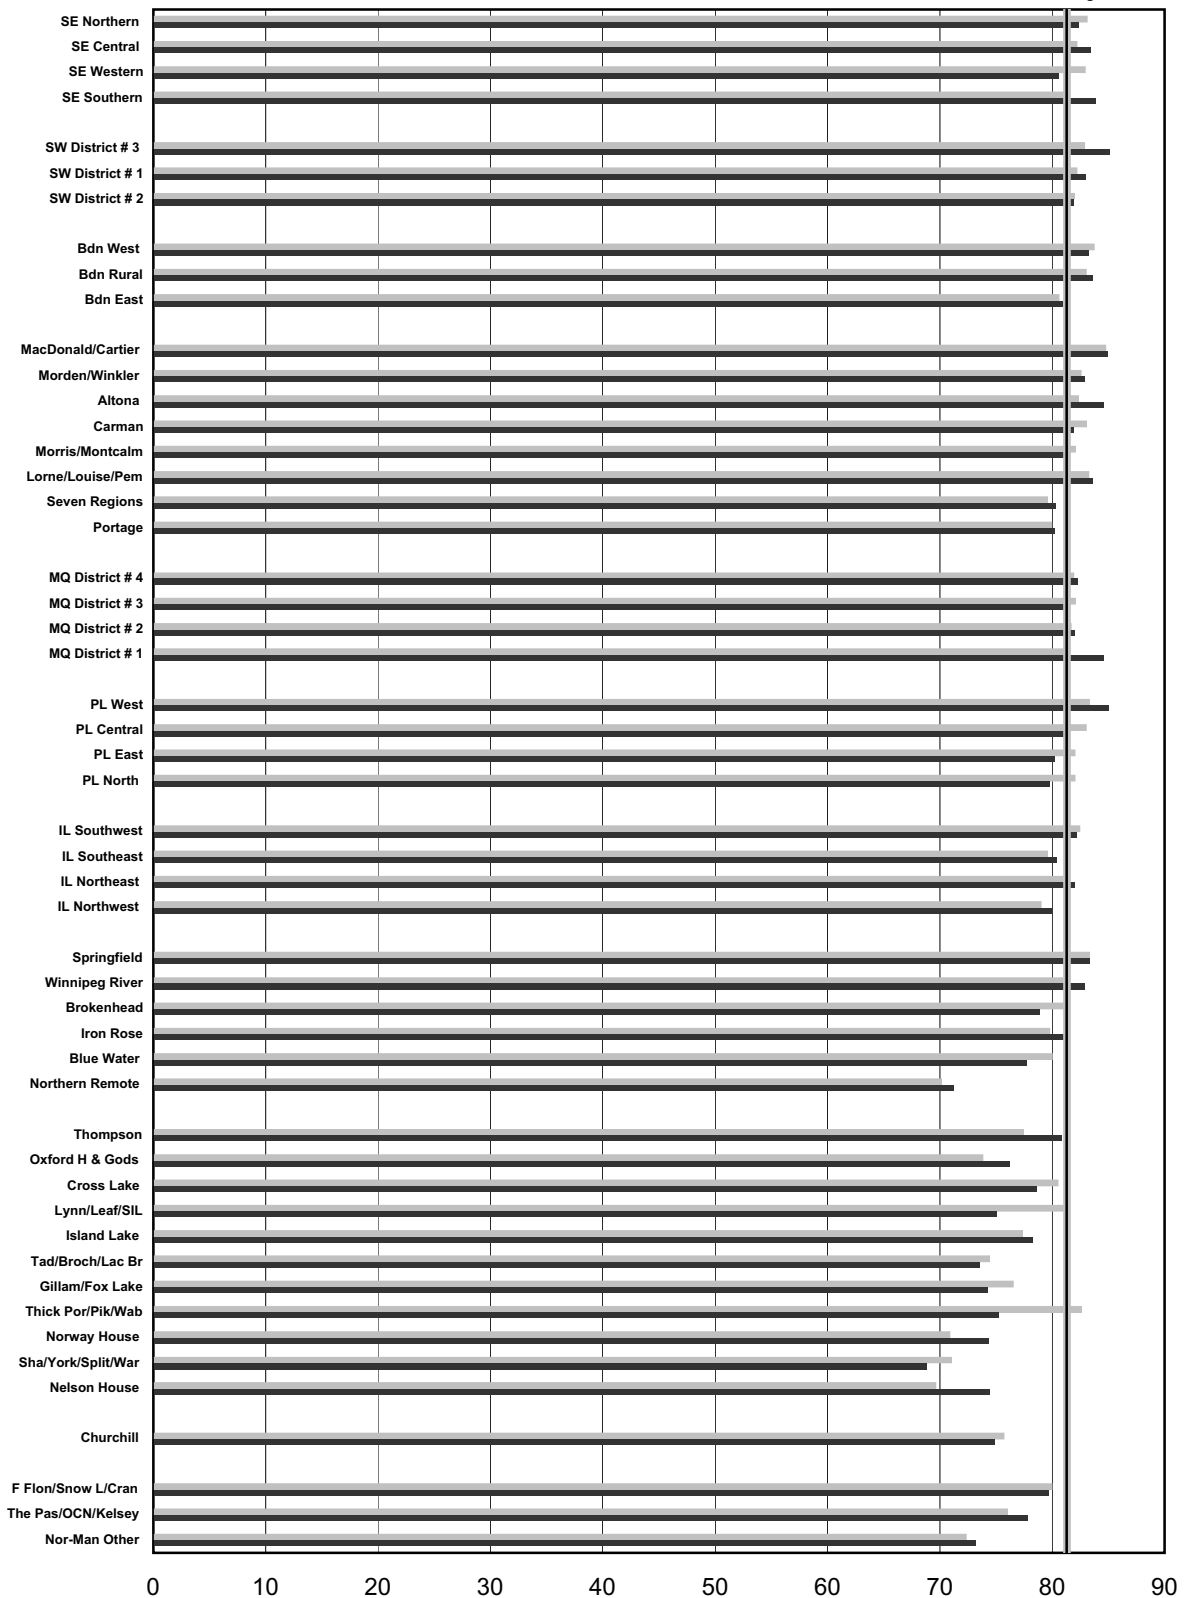 SE Northern
SE Central
SE Western
SE Southern
SW District # 3
SW District # 1
SW District # 2
Bdn West
Bdn Rural
Bdn East
MacDonald/Cartier
Morden/Winkler
Altona
Carman
Morris/Montcalm
Lorne/Louise/Pem
Seven Regions
Portage
MQ District # 4
MQ District # 3
MQ District # 2
MQ District # 1
PL West
PL Central
PL East
PL North
IL Southwest
IL Southeast
IL Northeast
IL Northwest
Springfield
Winnipeg River
Brokenhead
Iron Rose
Blue Water
Northern Remote
Thompson
Oxford H & Gods
Cross Lake
Lynn/Leaf/SIL
Island Lake
Tad/Broch/Lac Br
Gillam/Fox Lake
Thick Por/Pik/Wab
Norway House
Sha/York/Split/War
Nelson House
Churchill
F Flon/Snow L/Cran
The Pas/OCN/Kelsey
Nor-Man Other
0 10 20 30 40 50 60 70 80 90